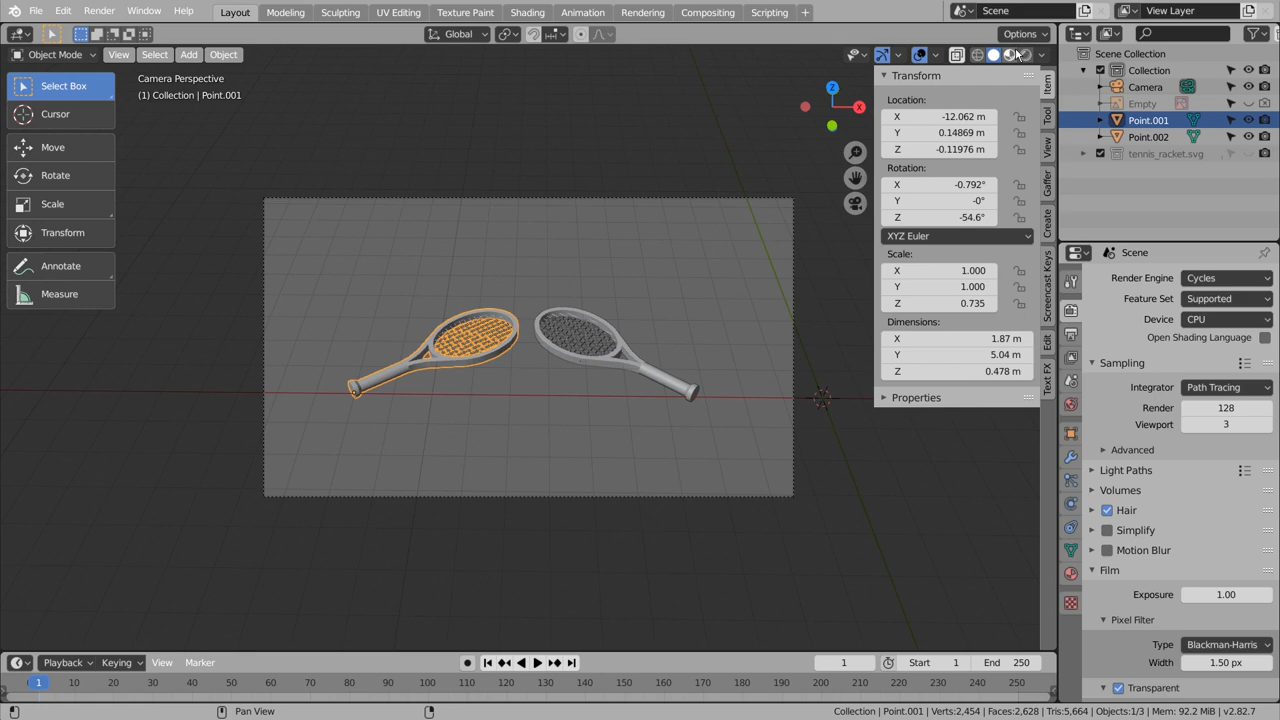 File Edit Render Window Help Layout Modeling Sculpting UV Editing Texture Paint Shading Animation Rendering Compositing Scripting + Scene View Layer
Global Options
Object Mode View Select Add Object
Select Box
Cursor
Move
Rotate
Scale
Transform
Annotate
Measure
Camera Perspective
(1) Collection | Point.001
Z
X
Transform
Location:
X -12.062 m
Y 0.14869 m
Z -0.11976 m
Rotation:
X -0.792°
Y -0°
Z -54.6°
XYZ Euler
Scale:
X 1.000
Y 1.000
Z 0.735
Dimensions:
X 1.87 m
Y 5.04 m
Z 0.478 m
Properties
Item
Tool
View
Gaffer
Create
Screencast Keys
Edit
Text FX
Scene Collection
Collection
Camera
Empty
Point.001
Point.002
tennis_racket.svg
Scene
Render Engine Cycles
Feature Set Supported
Device CPU
Open Shading Language
Sampling
Integrator Path Tracing
Render 128
Viewport 3
Advanced
Light Paths
Volumes
Hair
Simplify
Motion Blur
Film
Exposure 1.00
Pixel Filter
Type Blackman-Harris
Width 1.50 px
Transparent
Playback Keying View Marker 1 Start 1 End 250
1 10 20 30 40 50 60 70 80 90 100 110 120 130 140 150 160 170 180 190 200 210 220 230 240 250
Pan View
Collection | Point.001 | Verts:2,454 | Faces:2,628 | Tris:5,664 | Objects:1/3 | Mem: 92.2 MiB | v2.82.7